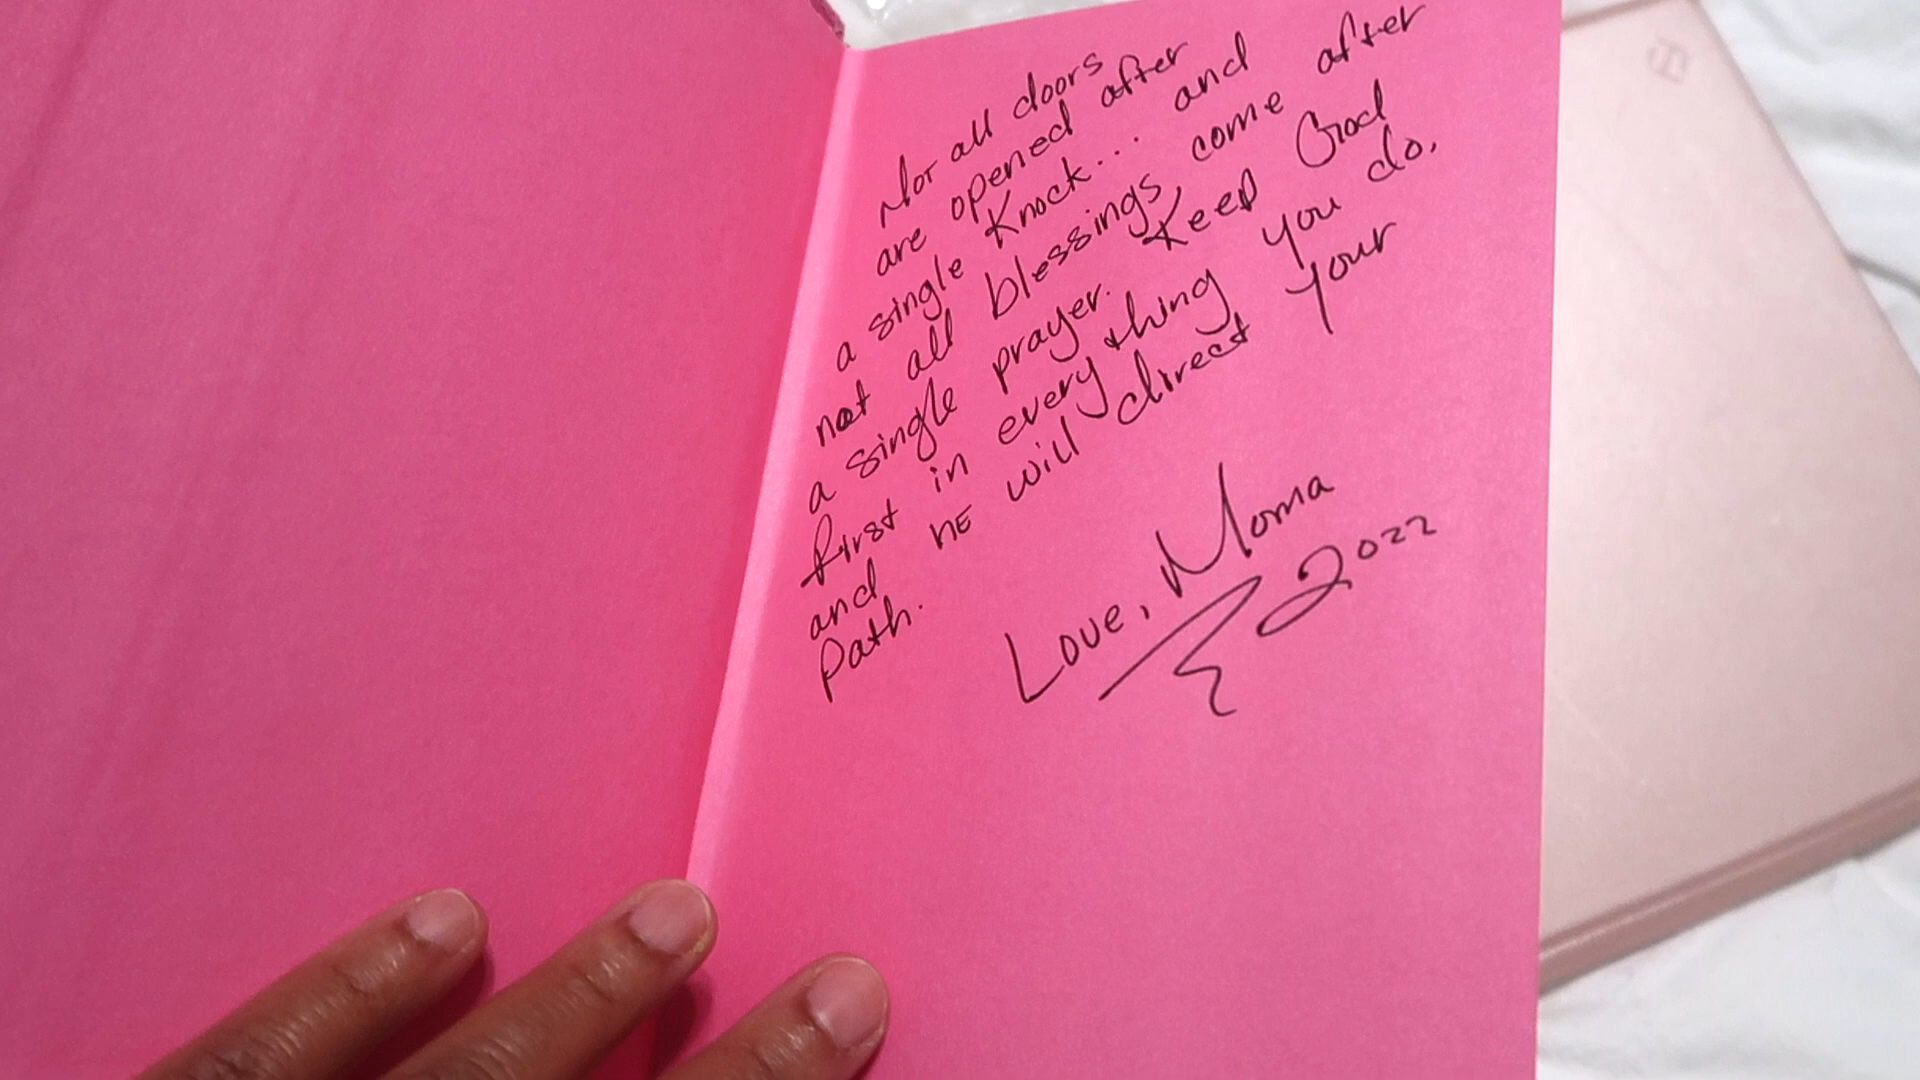 Not all doors
are opened after
a single Knock... and
not all blessings, come after
a single prayer. Keep God
first in everything you do.
and he will direct your
path.
Love, Moma
2022